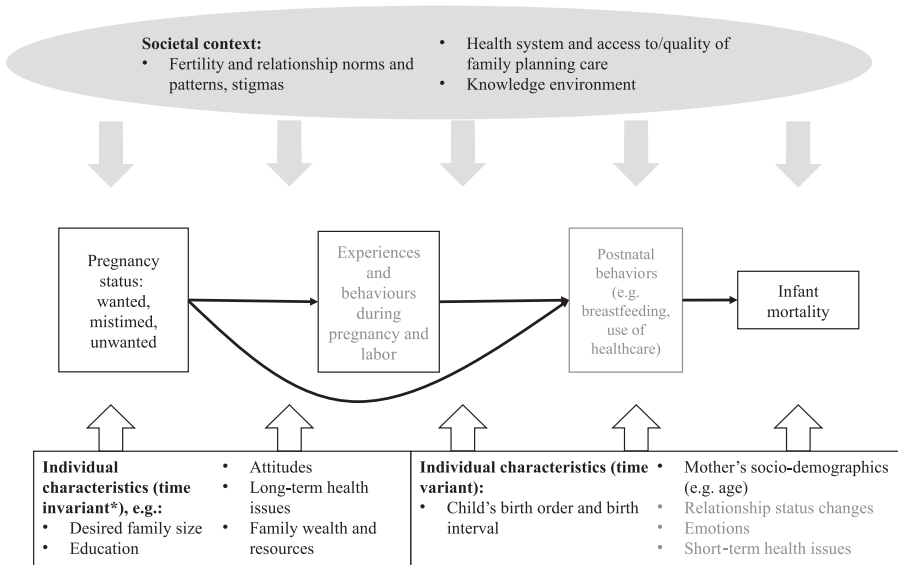 Societal context:
• Fertility and relationship norms and
patterns, stigmas
• Health system and access to/quality of
family planning care
• Knowledge environment
Pregnancy
status:
wanted,
mistimed,
unwanted
Experiences
and
behaviours
during
pregnancy and
labor
Postnatal
behaviors
(e.g.
breastfeeding,
use of
healthcare)
Infant
mortality
Individual
characteristics (time
invariant*), e.g.:
• Desired family size
• Education
• Attitudes
• Long-term health
issues
• Family wealth and
resources
Individual characteristics (time
variant):
• Child's birth order and birth
interval
• Mother's socio-demographics
(e.g. age)
• Relationship status changes
• Emotions
• Short-term health issues